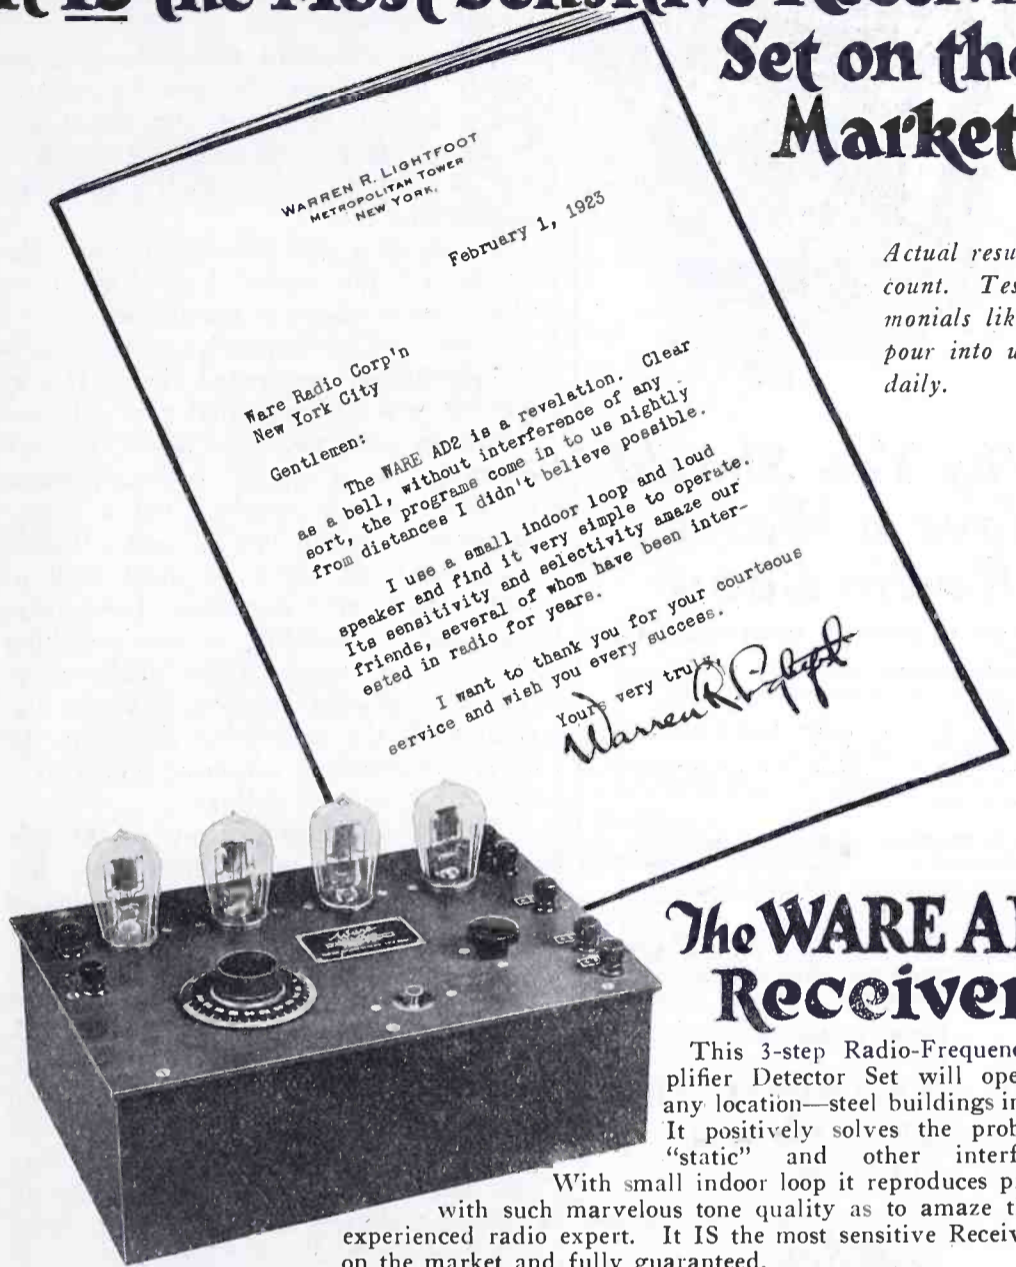 IS the Most Sensitive
Set on the
Market
WARREN R. LIGHTFOOT
METROPOLITAN TOWER
NEW YORK.
February 1, 1923
Actual resu
count. Tes
monials lik
pour into u
daily.
Ware Radio Corp'n
New York City
Gentlemen:
The WARE AD2 is a revelation. Clear
as a bell, without interference of any
sort, the programs come in to us nightly
from distances I didn't believe possible.
I use a small indoor loop and loud
speaker and find it very simple to operate.
Its sensitivity and selectivity amaze our
friends, several of whom have been inter-
ested in radio for years.
I want to thank you for your courteous
service and wish you every success.
Yours very truly,
Warren R. Lightfoot
Ware
The WARE A
Receiver
This 3-step Radio-Frequenc
plifier Detector Set will ope
any location—steel buildings in
It positively solves the prob
"static" and other interf
With small indoor loop it reproduces p
with such marvelous tone quality as to amaze t
experienced radio expert. It IS the most sensitive Receiv
on the market and fully guaranteed.